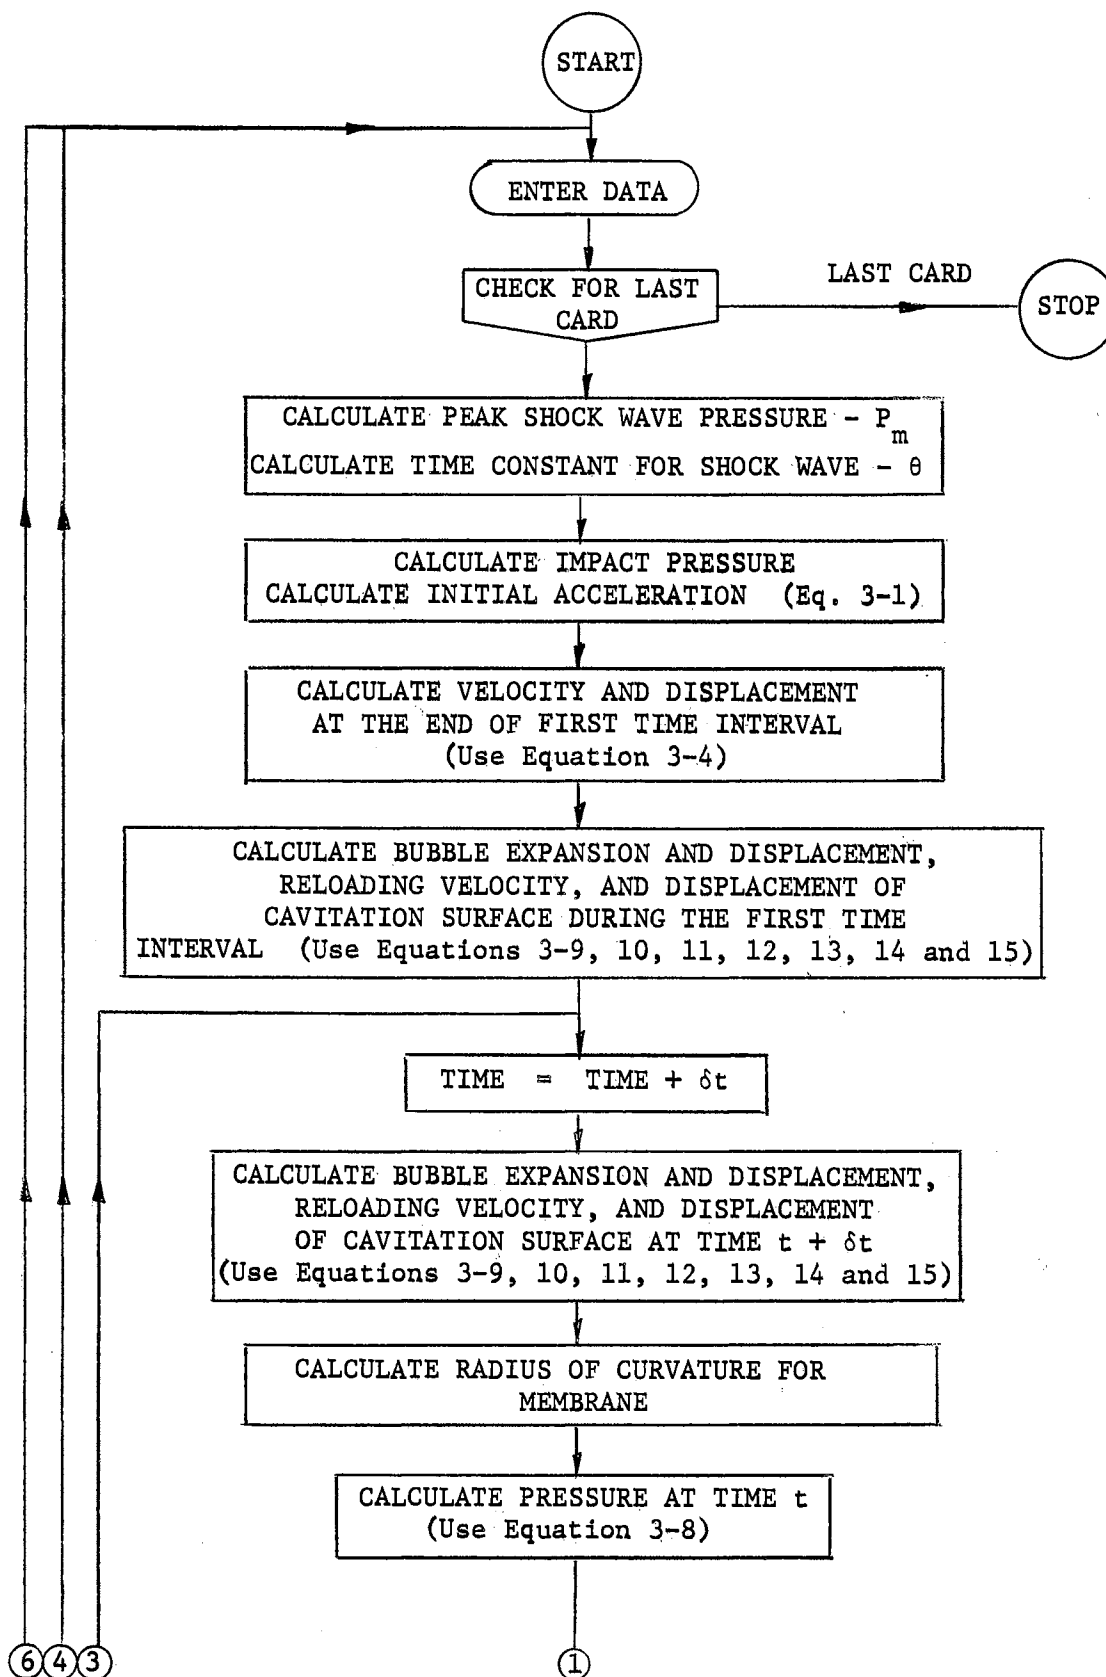 START
ENTER DATA
CHECK FOR LAST
CARD
LAST CARD
STOP
CALCULATE PEAK SHOCK WAVE PRESSURE - Pm
CALCULATE TIME CONSTANT FOR SHOCK WAVE - θ
CALCULATE IMPACT PRESSURE
CALCULATE INITIAL ACCELERATION (Eq. 3-1)
CALCULATE VELOCITY AND DISPLACEMENT
AT THE END OF FIRST TIME INTERVAL
(Use Equation 3-4)
CALCULATE BUBBLE EXPANSION AND DISPLACEMENT,
RELOADING VELOCITY, AND DISPLACEMENT OF
CAVITATION SURFACE DURING THE FIRST TIME
INTERVAL (Use Equations 3-9, 10, 11, 12, 13, 14 and 15)
TIME = TIME + δt
CALCULATE BUBBLE EXPANSION AND DISPLACEMENT,
RELOADING VELOCITY, AND DISPLACEMENT
OF CAVITATION SURFACE AT TIME t + δt
(Use Equations 3-9, 10, 11, 12, 13, 14 and 15)
CALCULATE RADIUS OF CURVATURE FOR
MEMBRANE
CALCULATE PRESSURE AT TIME t
(Use Equation 3-8)
6 4 3 1